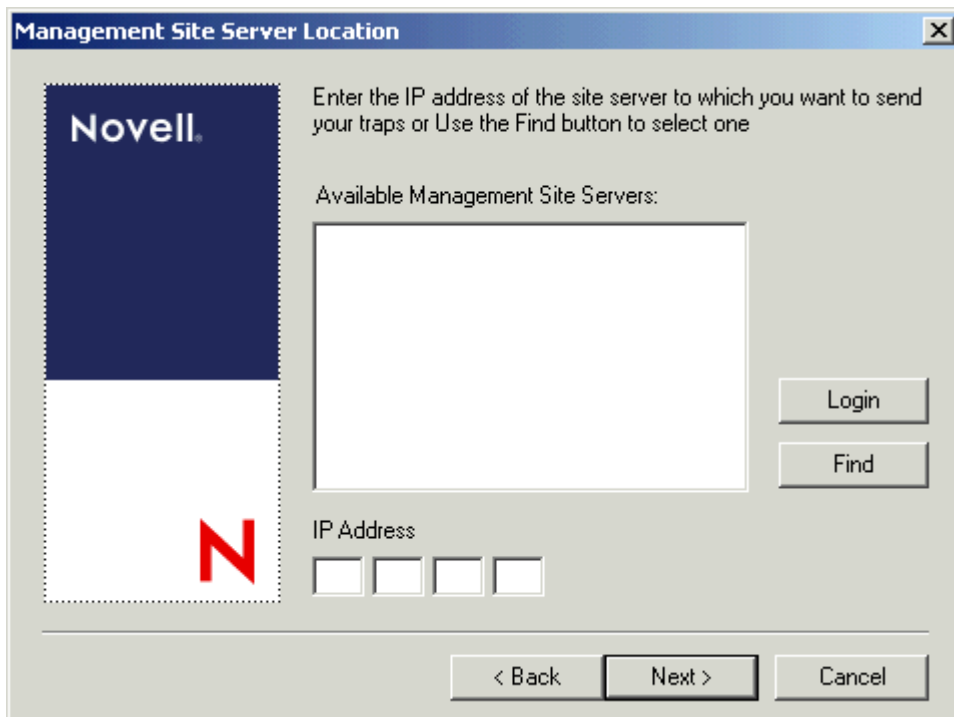 Management Site Server Location
Novell®
Enter the IP address of the site server to which you want to send
your traps or Use the Find button to select one
Available Management Site Servers:
Login
Find
IP Address
N
< Back
Next >
Cancel